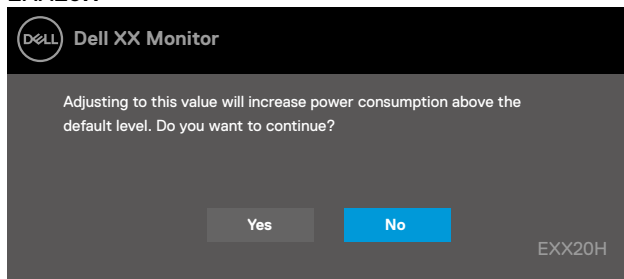 DELL Dell XX Monitor
Adjusting to this value will increase power consumption above the
default level. Do you want to continue?
Yes No
EXX20H